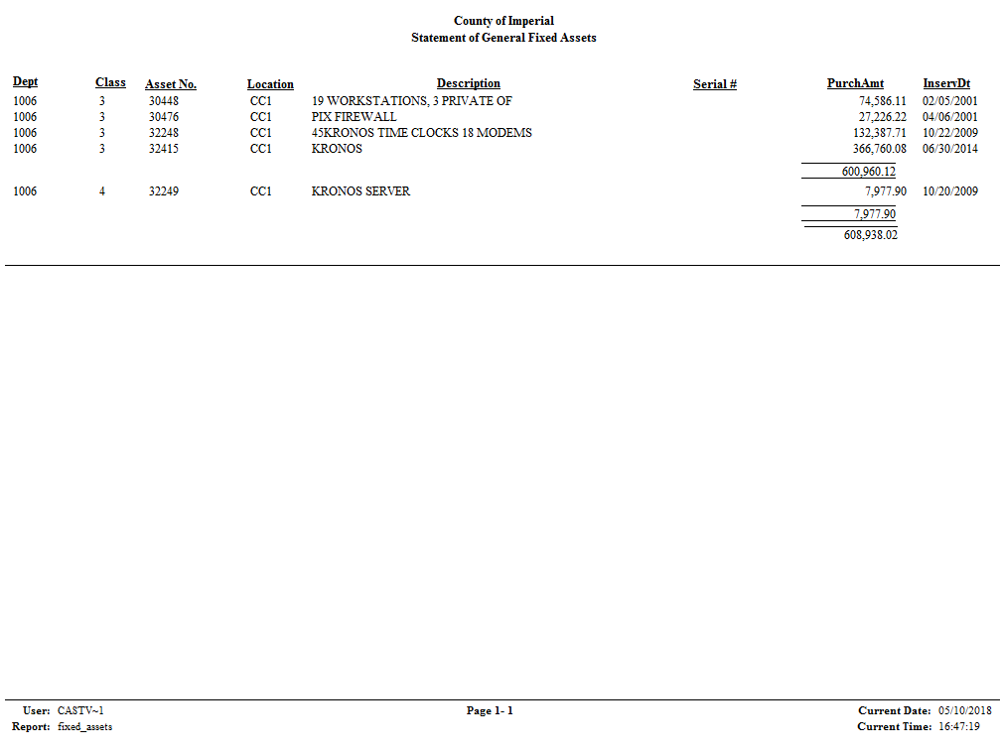 County of Imperial
Statement of General Fixed Assets
Dept Class Asset No. Location Description Serial # PurchAmt InservDt
1006 3 30448 CC1 19 WORKSTATIONS, 3 PRIVATE OF 74,586.11 02/05/2001
1006 3 30476 CC1 PIX FIREWALL 27,226.22 04/06/2001
1006 3 32248 CC1 45KRONOS TIME CLOCKS 18 MODEMS 132,387.71 10/22/2009
1006 3 32415 CC1 KRONOS 366,760.08 06/30/2014
600,960.12
1006 4 32249 CC1 KRONOS SERVER 7,977.90 10/20/2009
7,977.90
608,938.02
User: CASTV~1 Page 1- 1 Current Date: 05/10/2018
Report: fixed_assets Current Time: 16:47:19